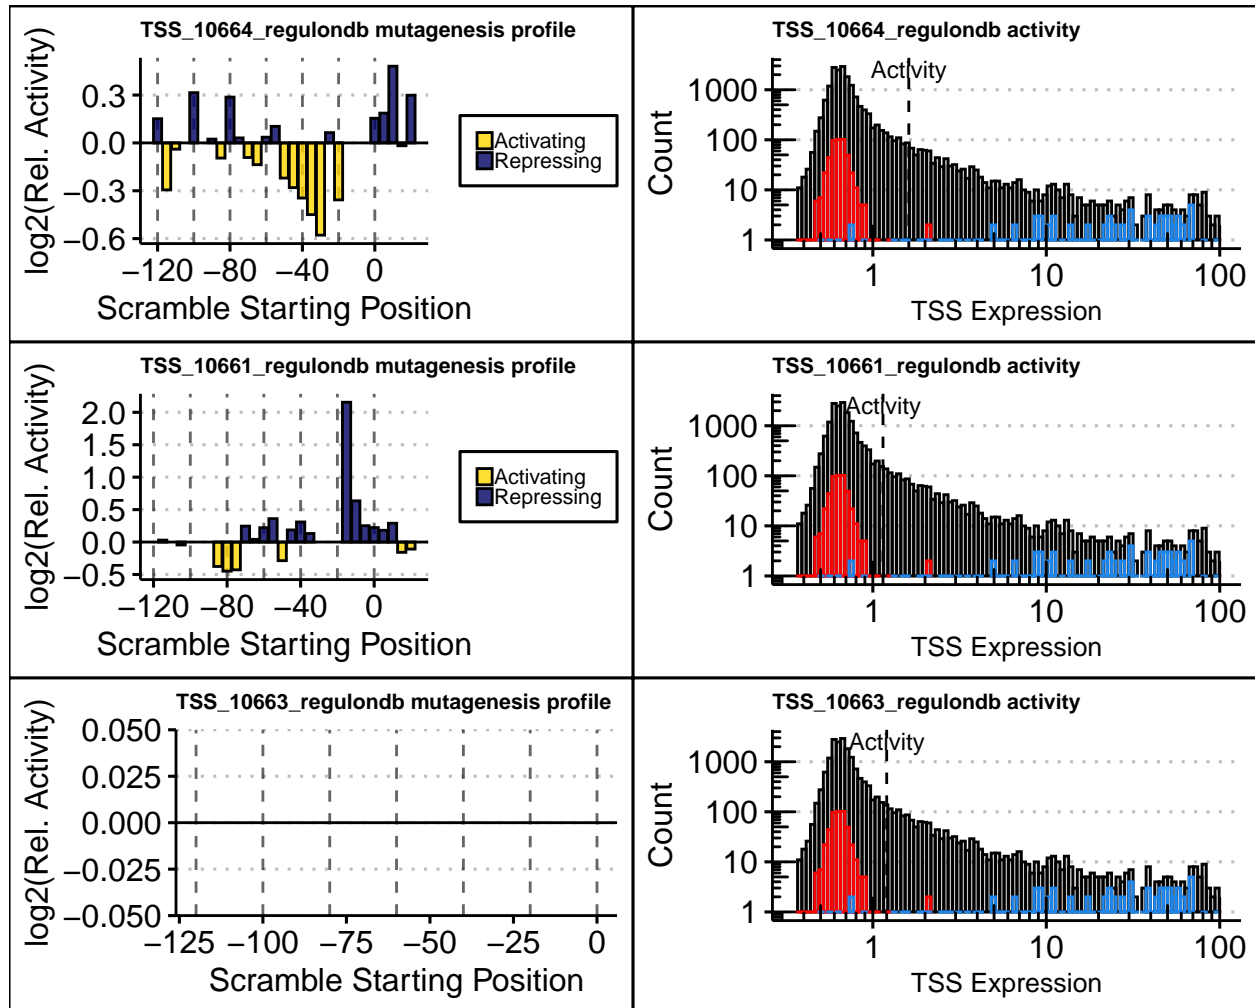 TSS_10664_regulondb mutagenesis profile
log2(Rel. Activity)
0.3
0.0
−0.3
−0.6
−120 −80 −40 0
Scramble Starting Position
Activating
Repressing
TSS_10664_regulondb activity
Activity
Count
1000
100
10
1
1 10 100
TSS Expression
TSS_10661_regulondb mutagenesis profile
log2(Rel. Activity)
2.0
1.5
1.0
0.5
0.0
−0.5
−120 −80 −40 0
Scramble Starting Position
Activating
Repressing
TSS_10661_regulondb activity
Activity
Count
1000
100
10
1
1 10 100
TSS Expression
TSS_10663_regulondb mutagenesis profile
log2(Rel. Activity)
0.050
0.025
0.000
−0.025
−0.050
−125 −100 −75 −50 −25 0
Scramble Starting Position
TSS_10663_regulondb activity
Activity
Count
1000
100
10
1
1 10 100
TSS Expression